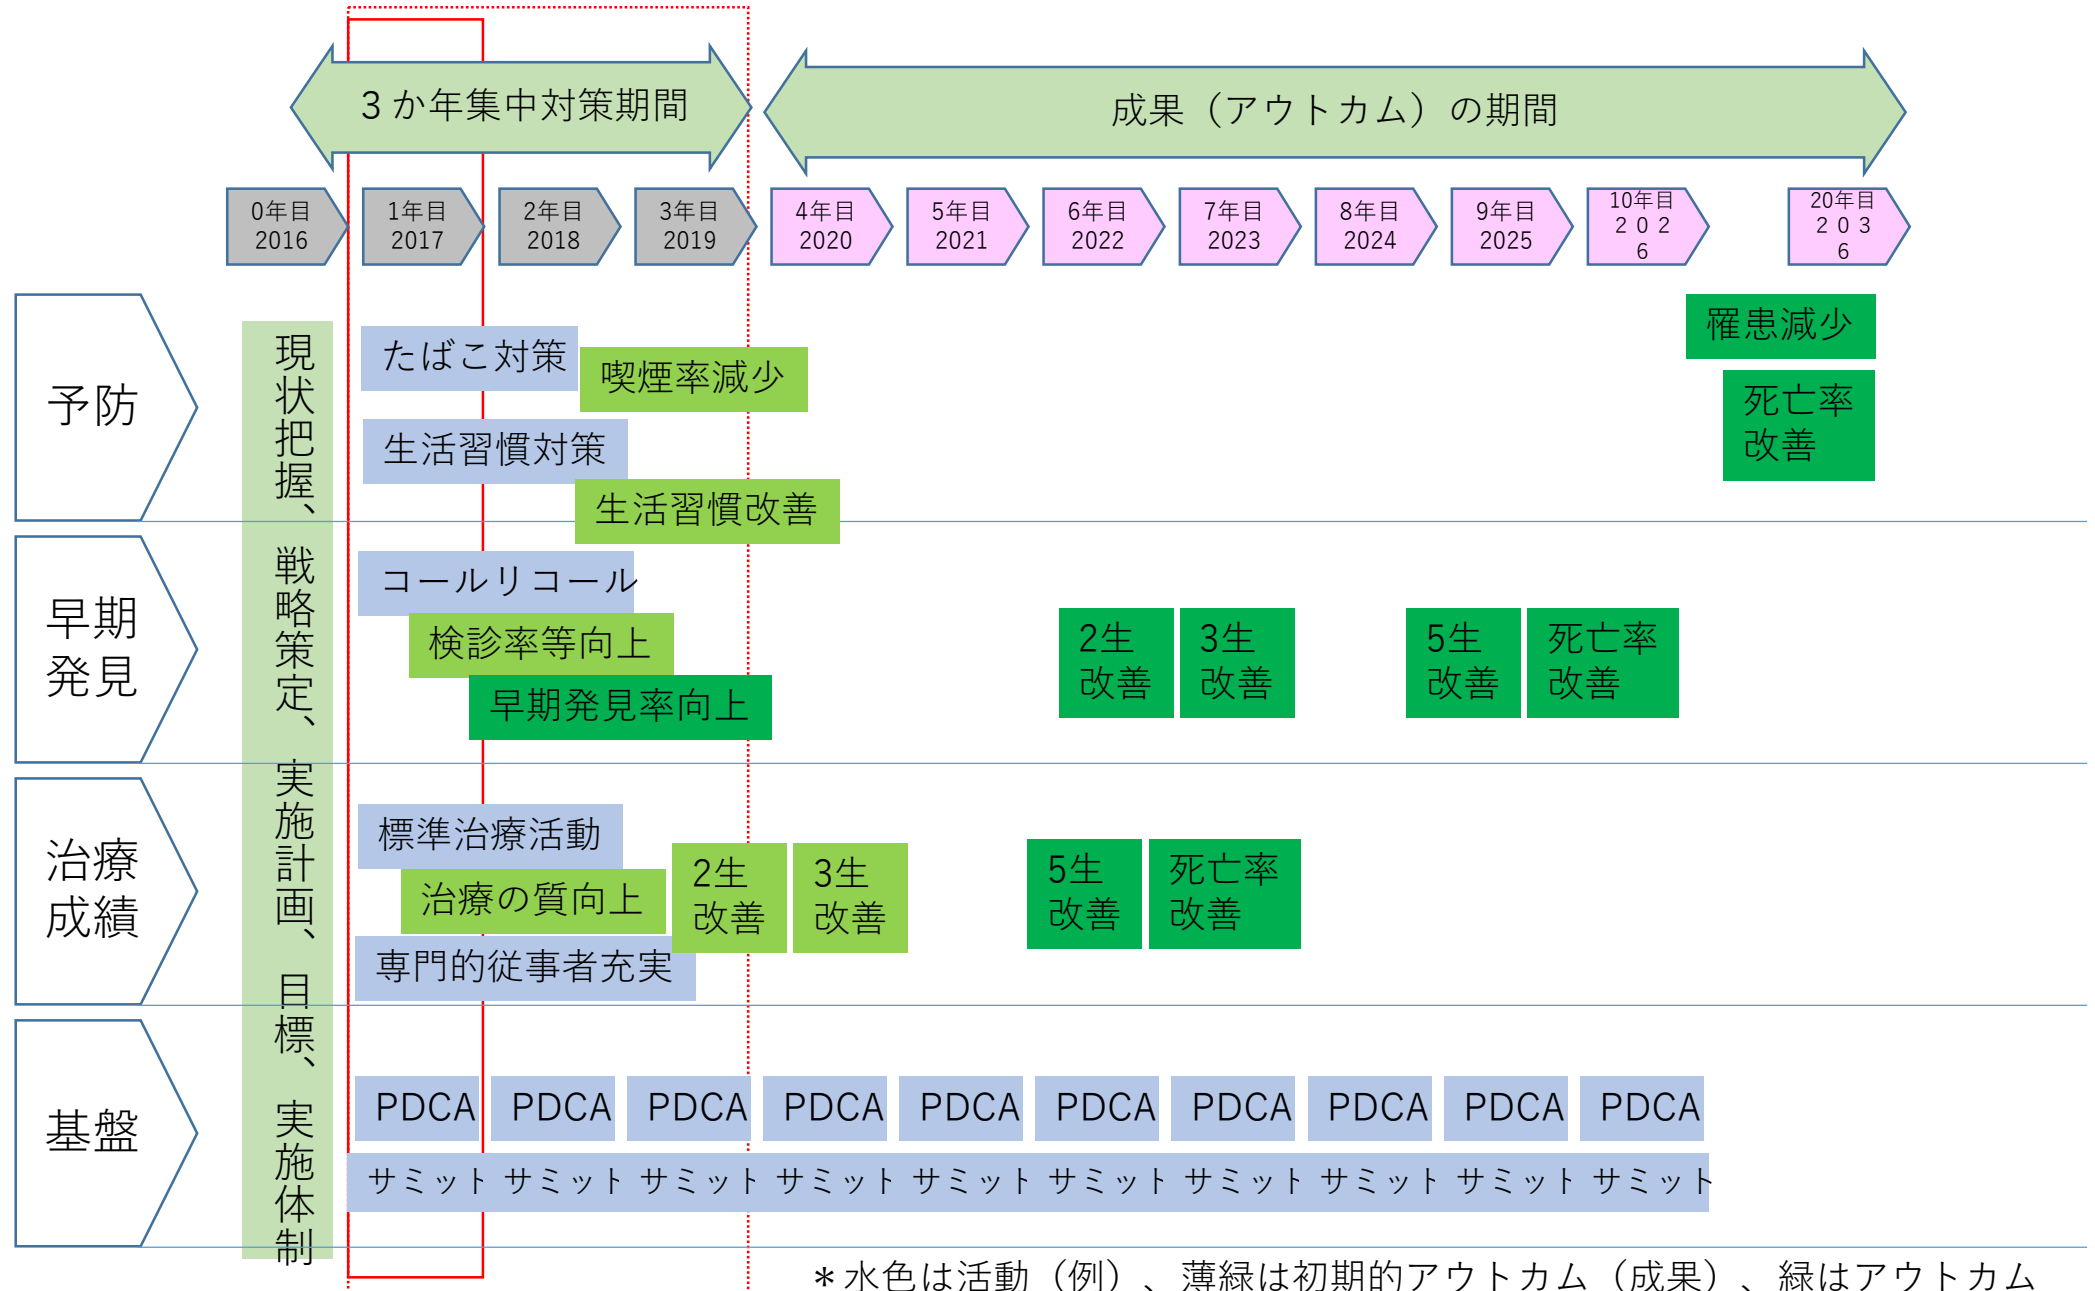 ３か年集中対策期間
成果（アウトカム）の期間
0年目
2016
1年目
2017
2年目
2018
3年目
2019
4年目
2020
5年目
2021
6年目
2022
7年目
2023
8年目
2024
9年目
2025
10年目
２０２
６
20年目
２０３
６
現状把握、戦略策定、実施計画、目標、実施体制
予防
たばこ対策
喫煙率減少
生活習慣対策
生活習慣改善
罹患減少
死亡率
改善
早期
発見
コールリコール
検診率等向上
早期発見率向上
2生
改善
3生
改善
5生
改善
死亡率
改善
治療
成績
標準治療活動
治療の質向上
専門的従事者充実
2生
改善
3生
改善
5生
改善
死亡率
改善
基盤
PDCA PDCA PDCA PDCA PDCA PDCA PDCA PDCA PDCA PDCA
サミット サミット サミット サミット サミット サミット サミット サミット サミット サミット
＊水色は活動（例）、薄緑は初期的アウトカム（成果）、緑はアウトカム